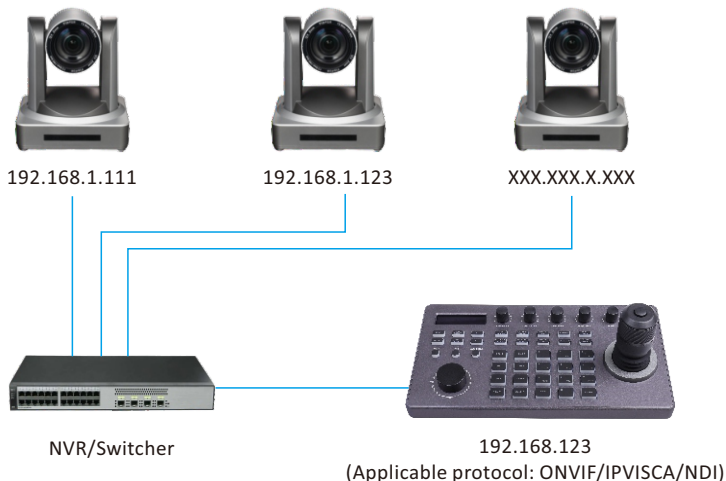 192.168.1.111
192.168.1.123
XXX.XXX.X.XXX
NVR/Switcher
192.168.123
(Applicable protocol: ONVIF/IPVISCA/NDI)